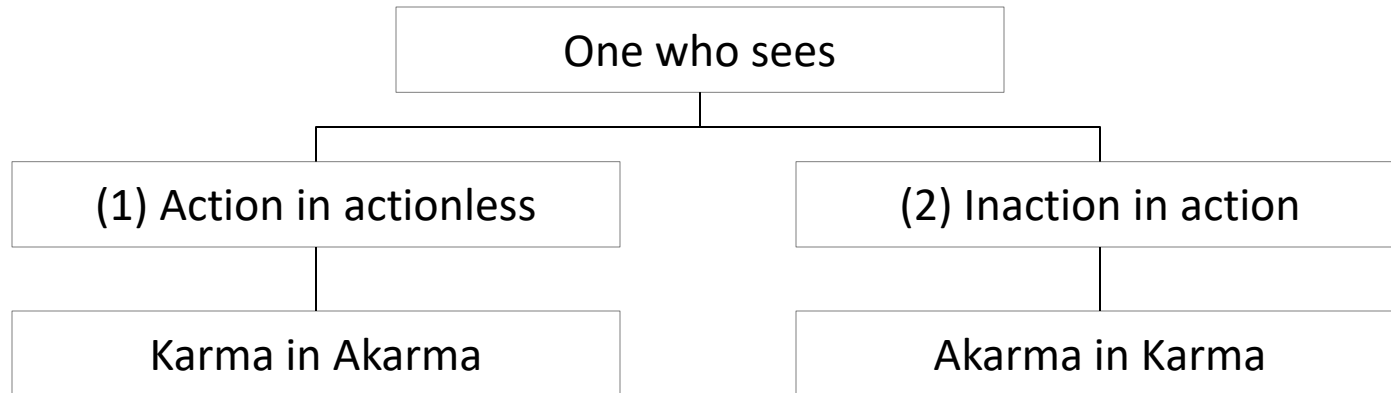 One who sees
(1) Action in actionless
(2) Inaction in action
Karma in Akarma
Akarma in Karma